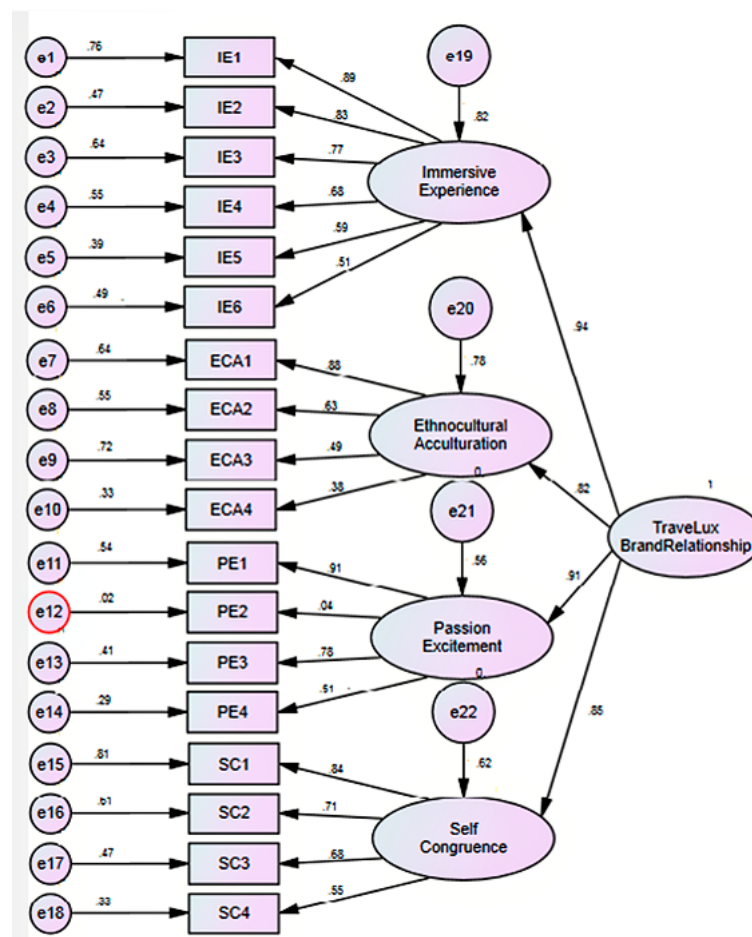 e1 .76 IE1
e19
.89
e2 .47 IE2
.83 .82
e3 .64 IE3
.77
Immersive
Experience
e4 .55 IE4
.68
e5 .39 IE5
.59
e6 .49 IE6
.51
e20
.94
e7 .64 ECA1
.88 .78
e8 .55 ECA2
.63
Ethnocultural
Acculturation
e9 .72 ECA3
.49
0.
.82
1
e10 .33 ECA4
.38
e21
TraveLux
BrandRelationship
e11 .54 PE1
.91 .56
.91
e12 .02 PE2
.04
Passion
Excitement
e13 .41 PE3
.78
0.
e14 .29 PE4
.51
e22
.85
e15 .81 SC1
.84 .62
e16 .61 SC2
.71
Self
Congruence
e17 .47 SC3
.68
e18 .33 SC4
.55